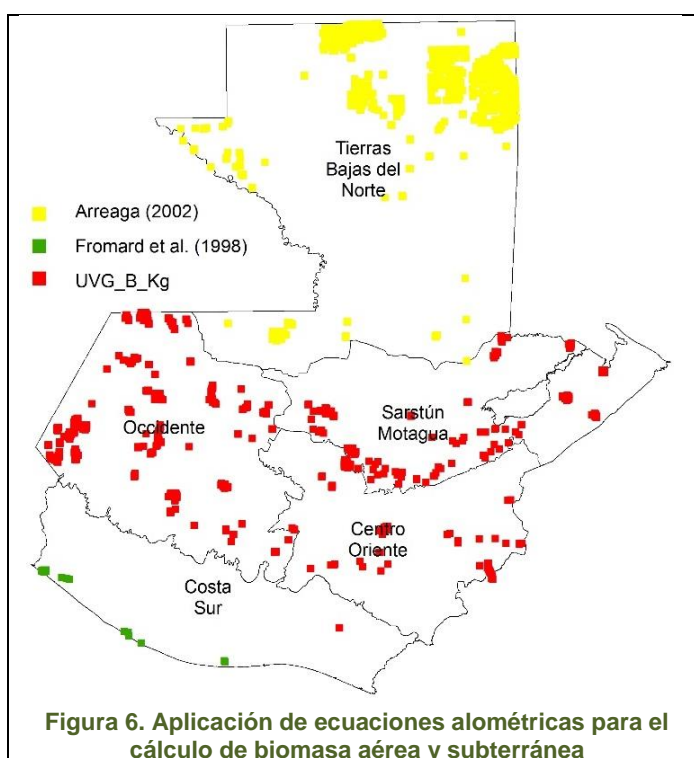 Tierras
Bajas del
Norte
Arreaga (2002)
Fromard et al. (1998)
UVG_B_Kg
Occidente
Sarstún
Motagua
Centro
Oriente
Costa
Sur
Figura 6. Aplicación de ecuaciones alométricas para el
cálculo de biomasa aérea y subterránea